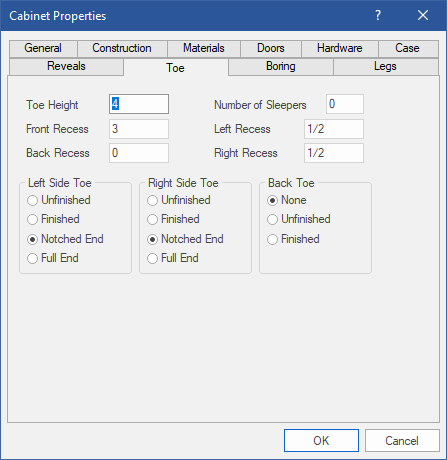 Cabinet Properties ? ×
General Construction Materials Doors Hardware Case
Reveals Toe Boring Legs
Toe Height 4 Number of Sleepers 0
Front Recess 3 Left Recess 1/2
Back Recess 0 Right Recess 1/2
Left Side Toe Right Side Toe Back Toe
Unfinished Unfinished None
Finished Finished Unfinished
Notched End Notched End Finished
Full End Full End
OK Cancel